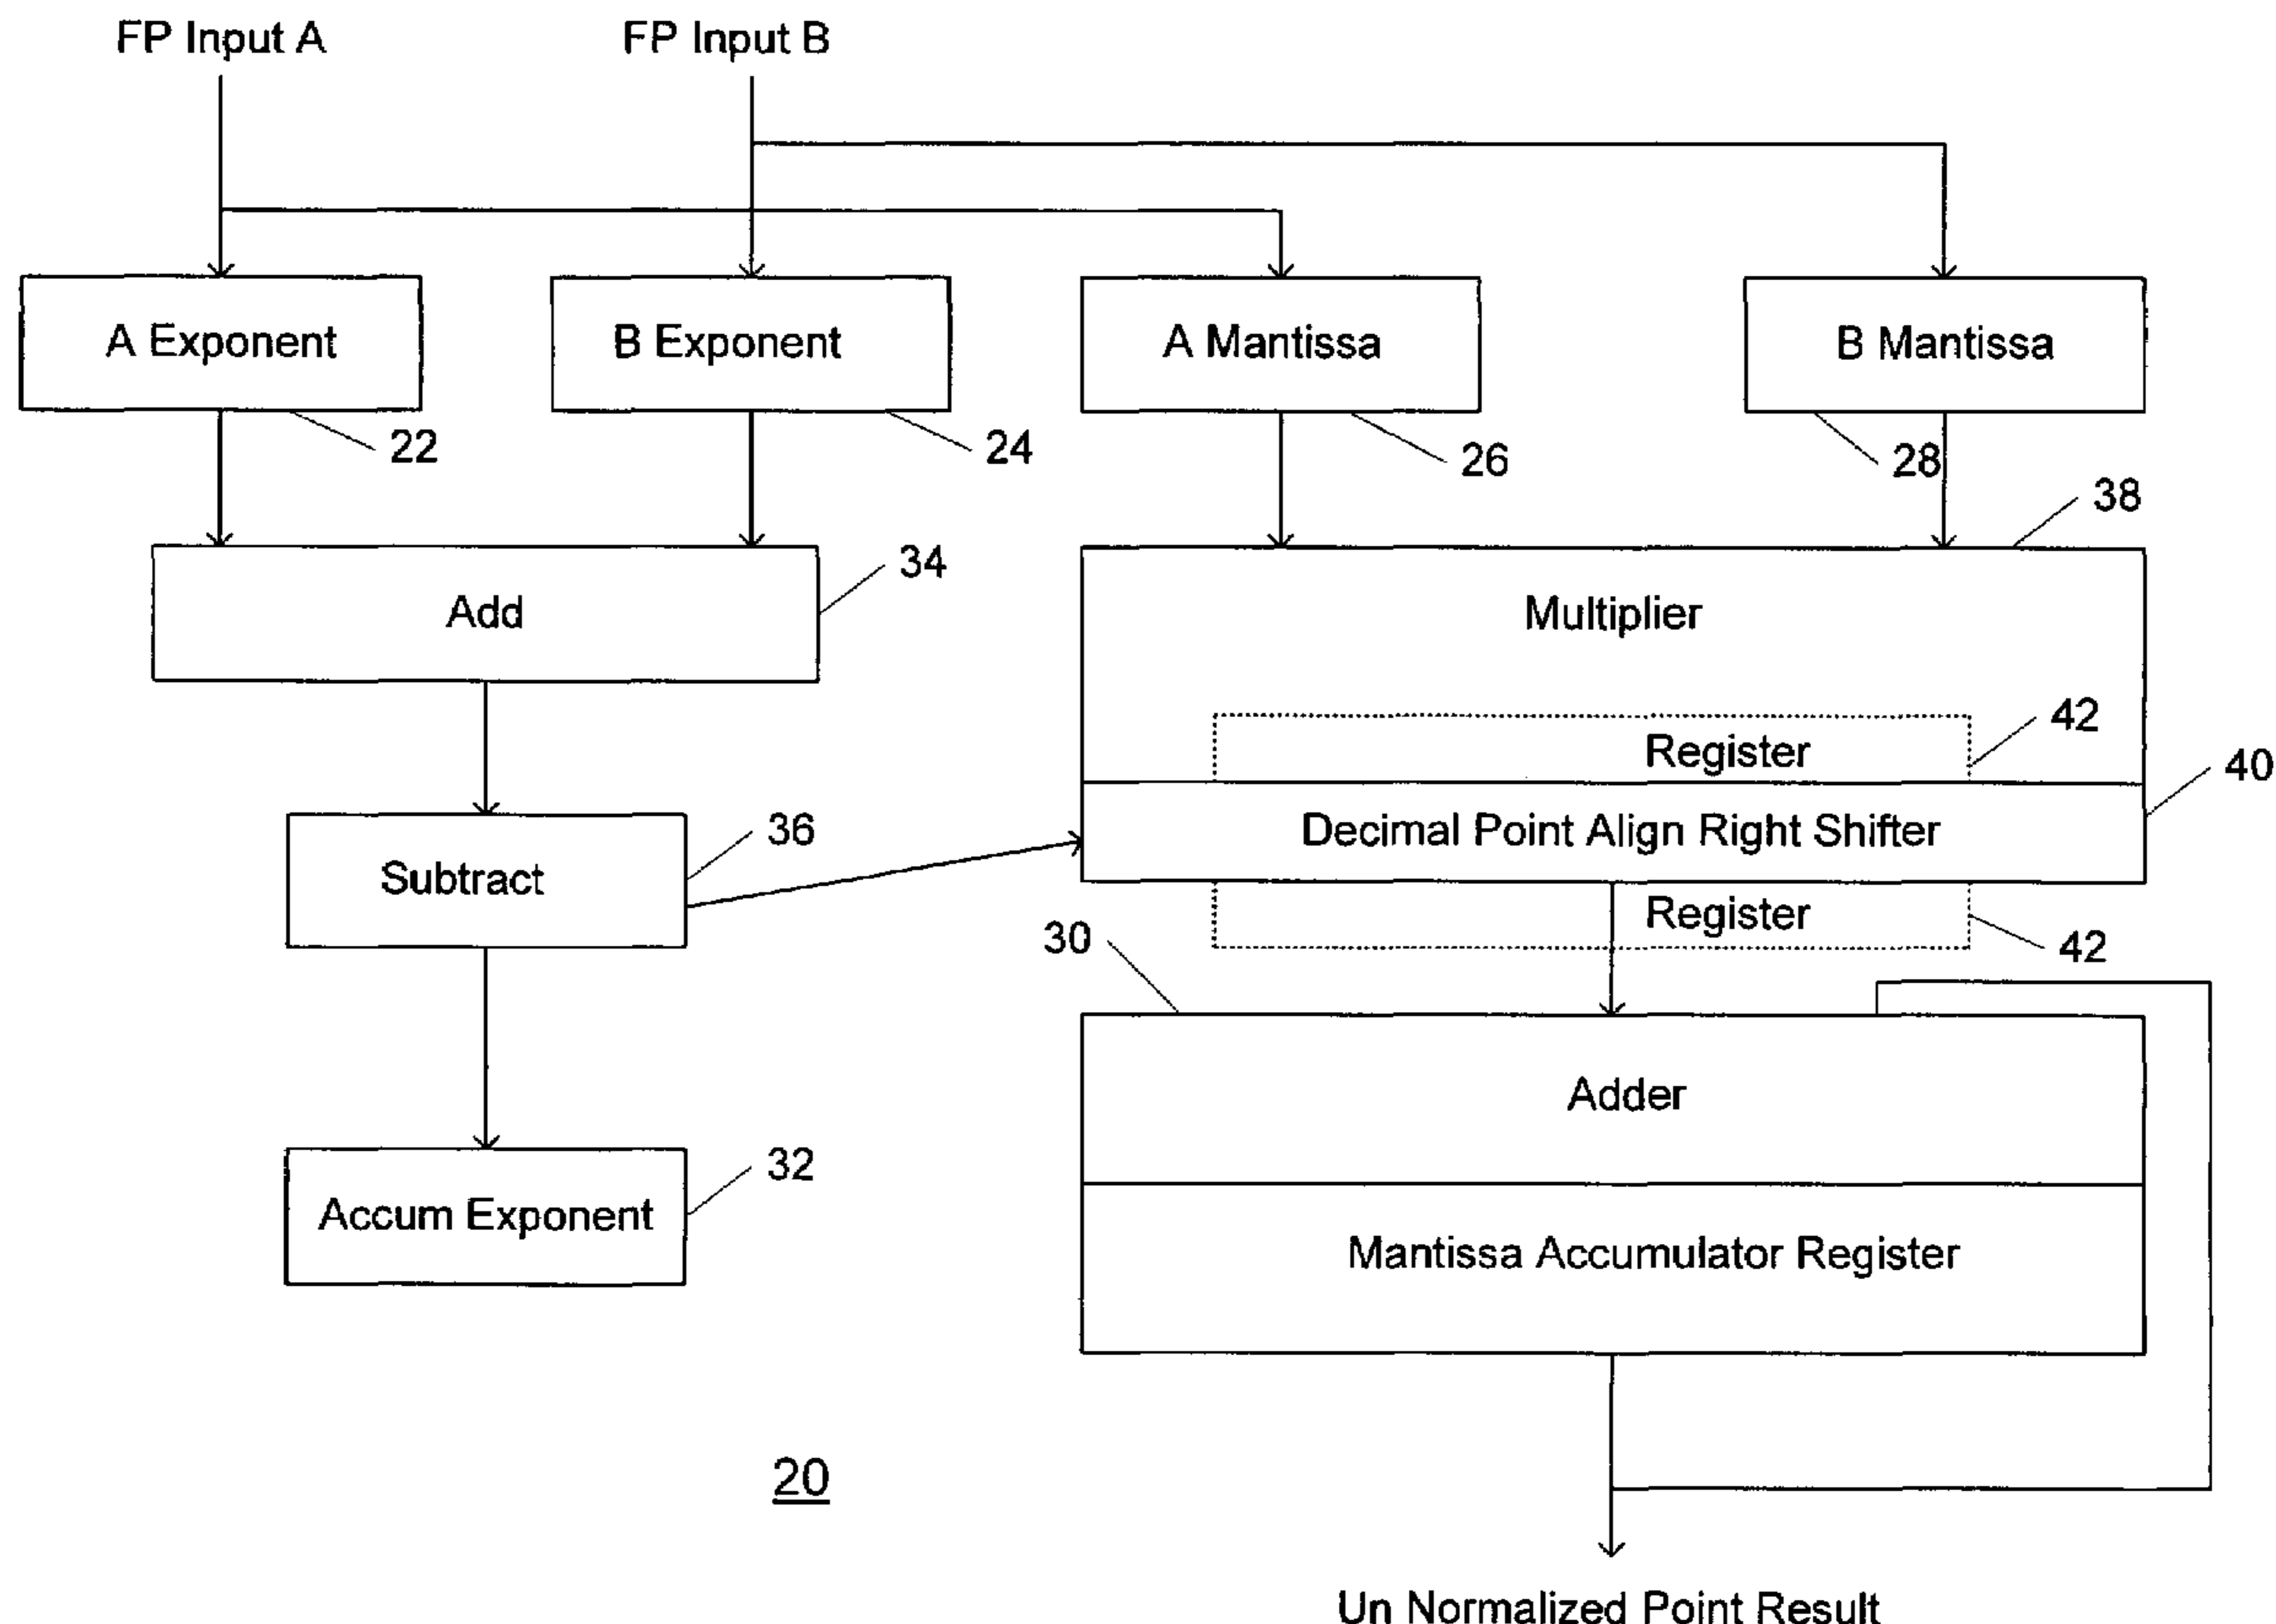 FP Input A
FP Input B
A Exponent
B Exponent
A Mantissa
B Mantissa
22
24
26
28
38
34
Add
Multiplier
42
Register
40
36
Decimal Point Align Right Shifter
Subtract
Register
30
42
Adder
32
Accum Exponent
Mantissa Accumulator Register
20
Un Normalized Point Result